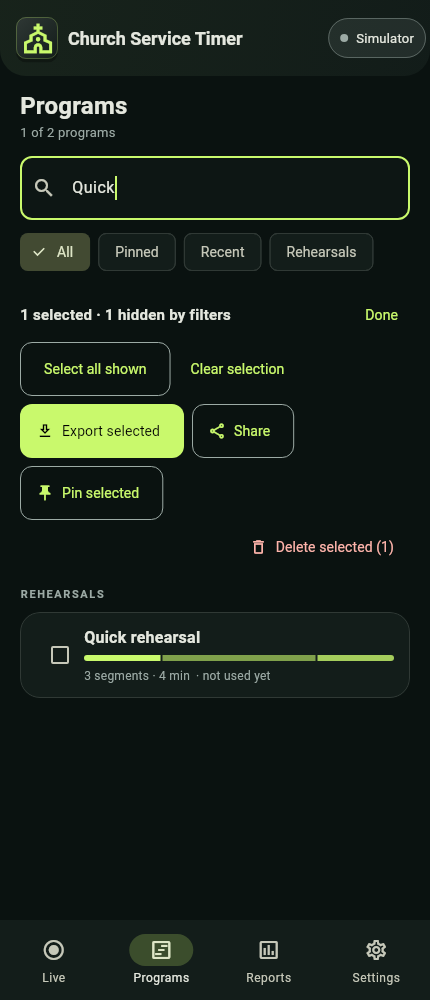 Church Service Timer
Simulator
Programs
1 of 2 programs
Quick
All
Pinned
Recent
Rehearsals
1 selected · 1 hidden by filters
Done
Select all shown
Clear selection
Export selected
Share
Pin selected
Delete selected (1)
REHEARSALS
Quick rehearsal
3 segments · 4 min · not used yet
Live
Programs
Reports
Settings